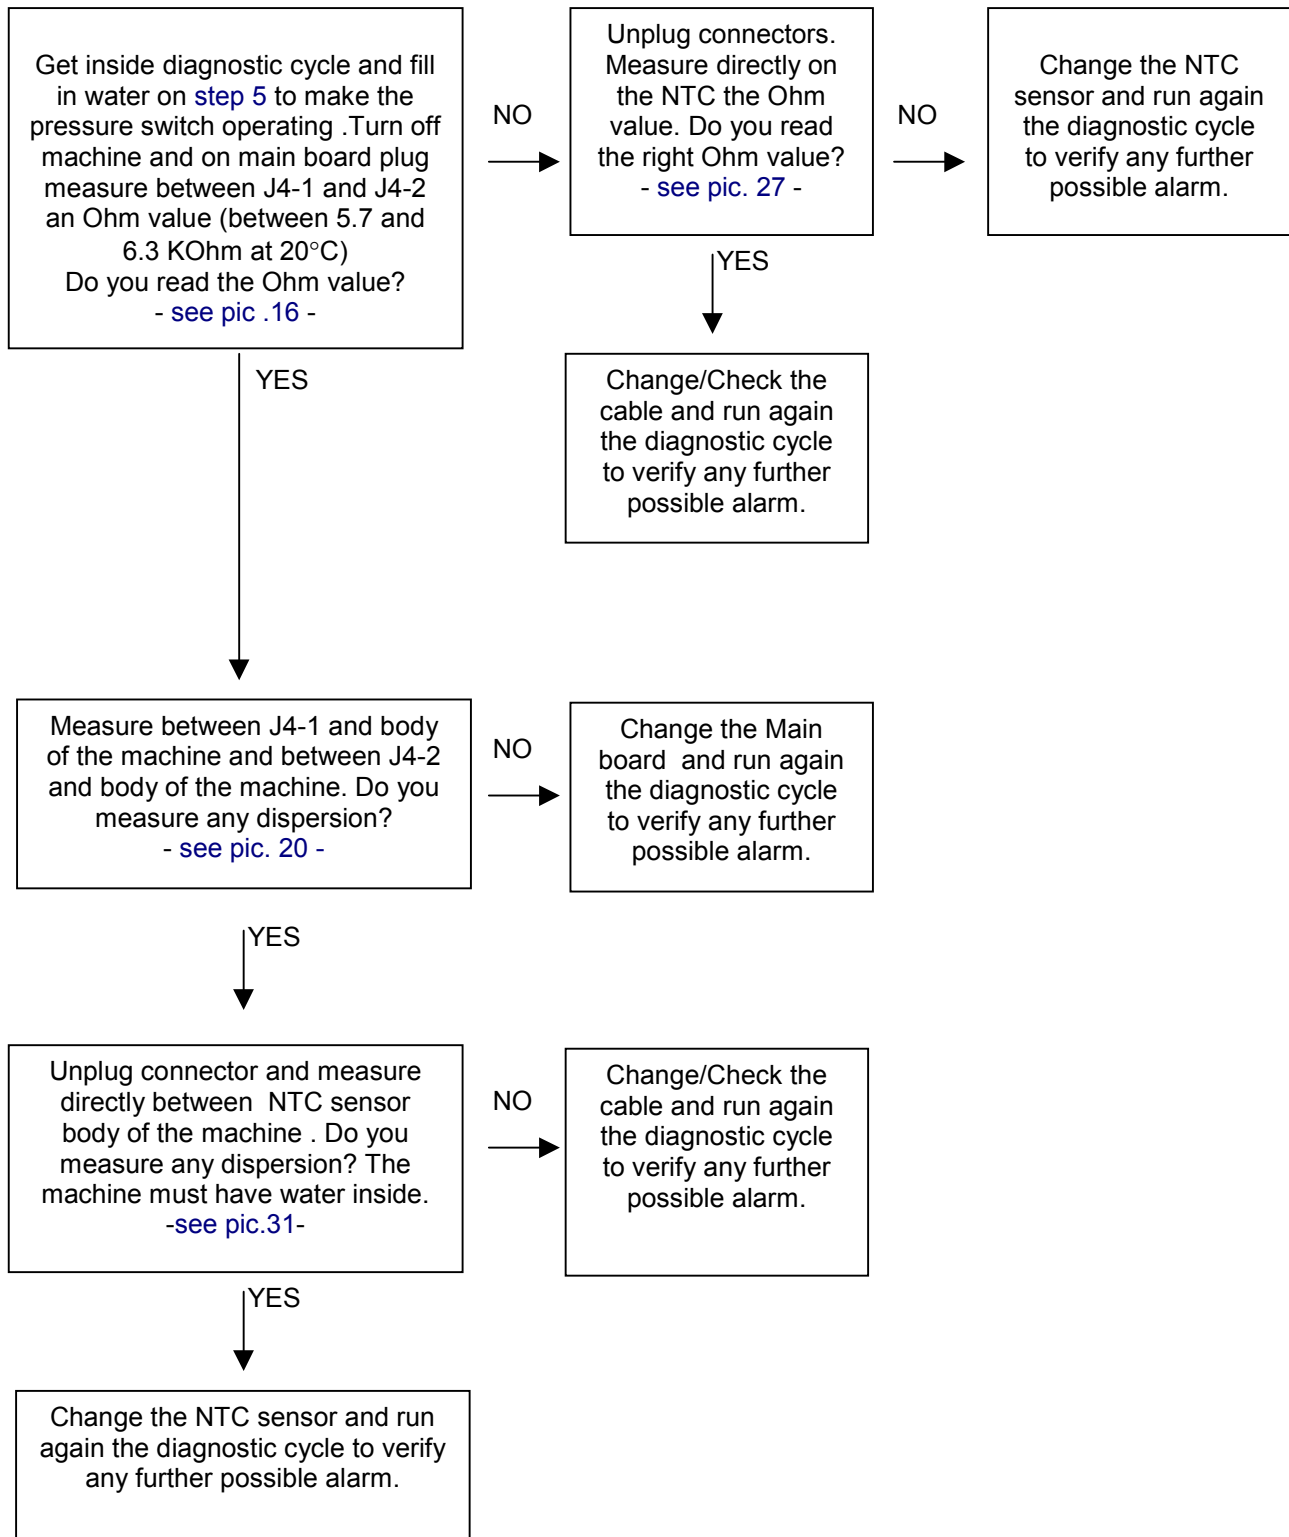 Get inside diagnostic cycle and fill
in water on step 5 to make the
pressure switch operating .Turn off
machine and on main board plug
measure between J4-1 and J4-2
an Ohm value (between 5.7 and
6.3 KOhm at 20°C)
Do you read the Ohm value?
- see pic .16 -
NO
Unplug connectors.
Measure directly on
the NTC the Ohm
value. Do you read
the right Ohm value?
- see pic. 27 -
NO
Change the NTC
sensor and run again
the diagnostic cycle
to verify any further
possible alarm.
YES
Change/Check the
cable and run again
the diagnostic cycle
to verify any further
possible alarm.
YES
Measure between J4-1 and body
of the machine and between J4-2
and body of the machine. Do you
measure any dispersion?
- see pic. 20 -
NO
Change the Main
board and run again
the diagnostic cycle
to verify any further
possible alarm.
YES
Unplug connector and measure
directly between NTC sensor
body of the machine . Do you
measure any dispersion? The
machine must have water inside.
-see pic.31-
NO
Change/Check the
cable and run again
the diagnostic cycle
to verify any further
possible alarm.
YES
Change the NTC sensor and run
again the diagnostic cycle to verify
any further possible alarm.